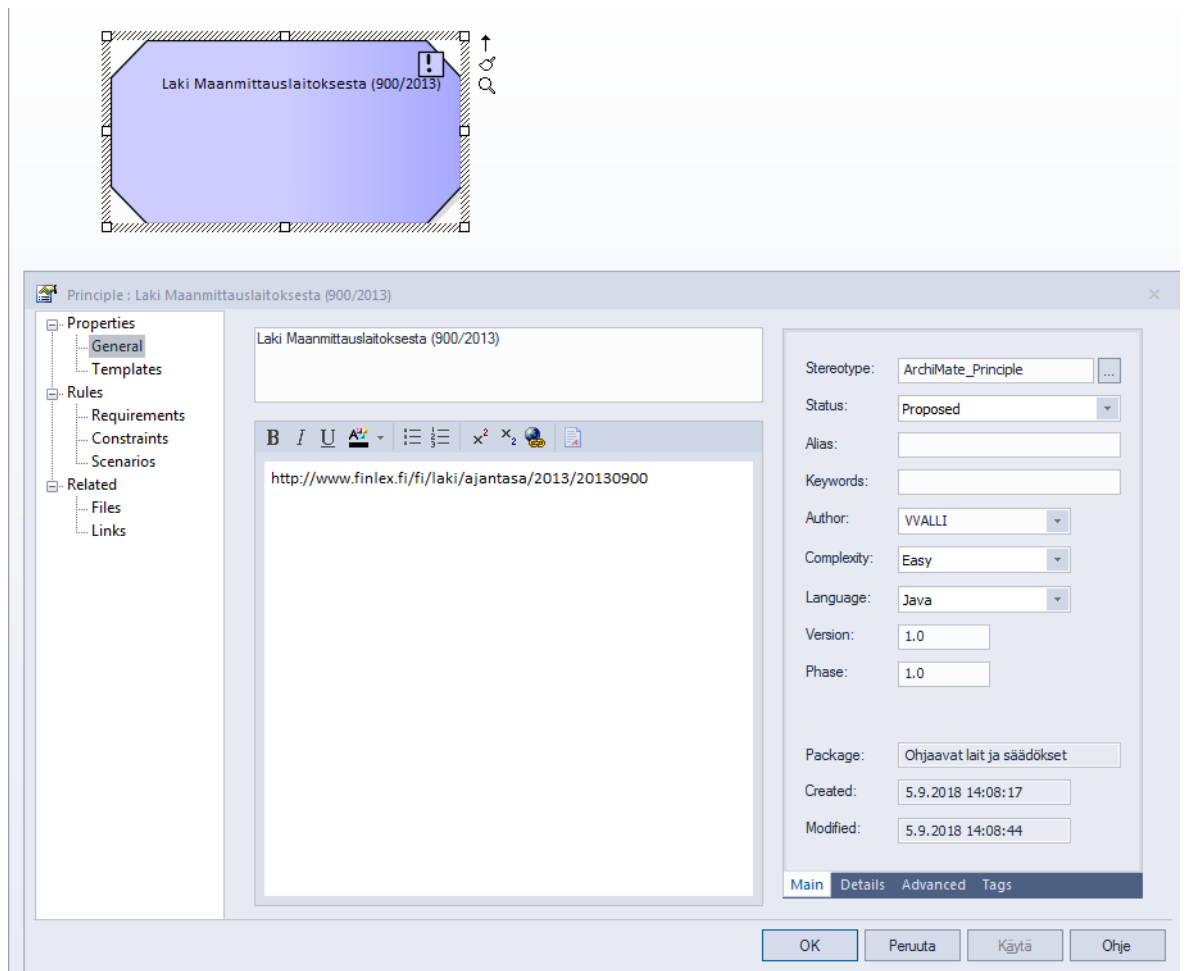 !
Laki Maanmittauslaitoksesta (900/2013)
Principle : Laki Maanmittauslaitoksesta (900/2013)
Properties
General
Templates
Rules
Requirements
Constraints
Scenarios
Related
Files
Links
Laki Maanmittauslaitoksesta (900/2013)
B I U A x² x₂
http://www.finlex.fi/fi/laki/ajantasa/2013/20130900
Stereotype: ArchiMate_Principle ...
Status: Proposed
Alias:
Keywords:
Author: VVALLI
Complexity: Easy
Language: Java
Version: 1.0
Phase: 1.0
Package: Ohjaavat lait ja säädökset
Created: 5.9.2018 14:08:17
Modified: 5.9.2018 14:08:44
Main Details Advanced Tags
OK Peruuta Käytä Ohje